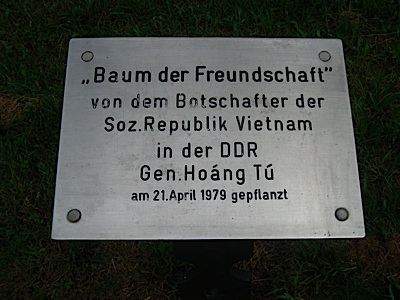 „Baum der Freundschaft"
von dem Botschafter der
Soz.Republik Vietnam
in der DDR
Gen.Hoáng Tú
am 21.April 1979 gepflanzt